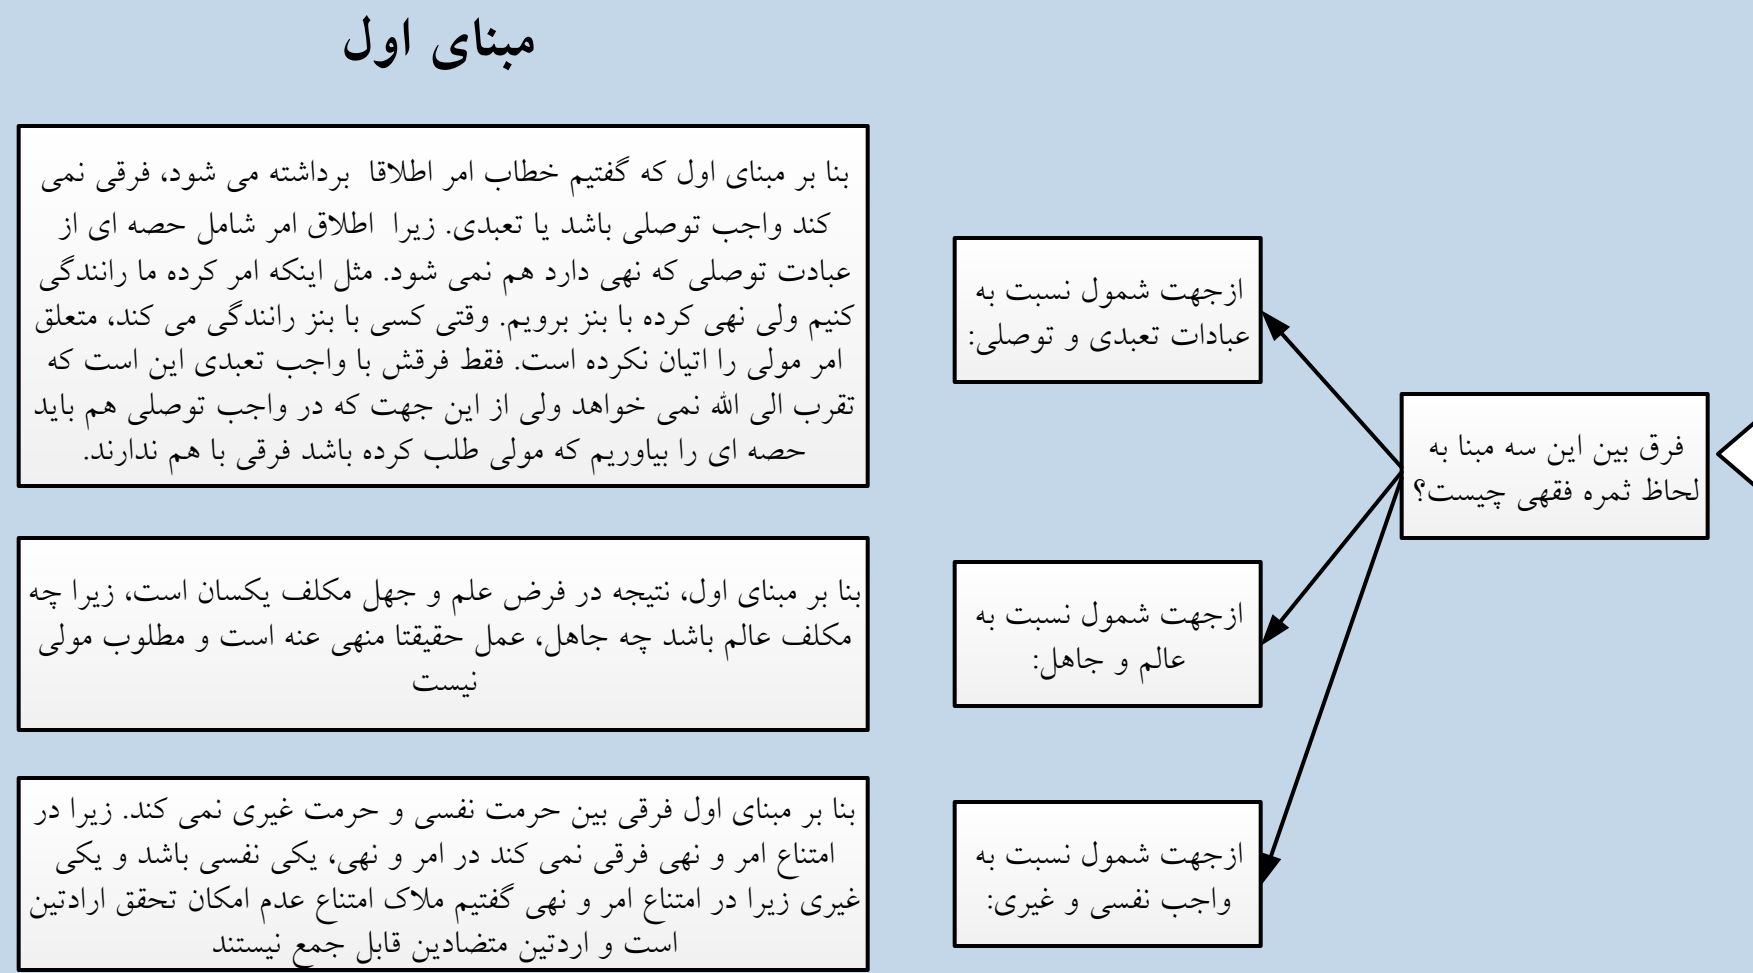 مبنای اول
فرق بین این سه مبنا به
لحاظ ثمره فقهی چیست؟
ازجهت شمول نسبت به
عبادات تعبدی و توصلی:
بنا بر مبنای اول که گفتیم خطاب امر اطلاقا برداشته می شود، فرقی نمی
کند واجب توصلی باشد یا تعبدی. زیرا اطلاق امر شامل حصه ای از
عبادت توصلی که نهی دارد هم نمی شود. مثل اینکه امر کرده ما رانندگی
کنیم ولی نهی کرده با بنز برویم. وقتی کسی با بنز رانندگی می کند، متعلق
امر مولی را اتیان نکرده است. فقط فرقش با واجب تعبدی این است که
تقرب الی الله نمی خواهد ولی از این جهت که در واجب توصلی هم باید
حصه ای را بیاوریم که مولی طلب کرده باشد فرقی با هم ندارند.
ازجهت شمول نسبت به
عالم و جاهل:
بنا بر مبنای اول، نتیجه در فرض علم و جهل مکلف یکسان است، زیرا چه
مکلف عالم باشد چه جاهل، عمل حقیقتا منهی عنه است و مطلوب مولی
نیست
ازجهت شمول نسبت به
واجب نفسی و غیری:
بنا بر مبنای اول فرقی بین حرمت نفسی و حرمت غیری نمی کند. زیرا در
امتناع امر و نهی فرقی نمی کند در امر و نهی، یکی نفسی باشد و یکی
غیری زیرا در امتناع امر و نهی گفتیم ملاک امتناع عدم امکان تحقق ارادتین
است و اردتین متضادین قابل جمع نیستند